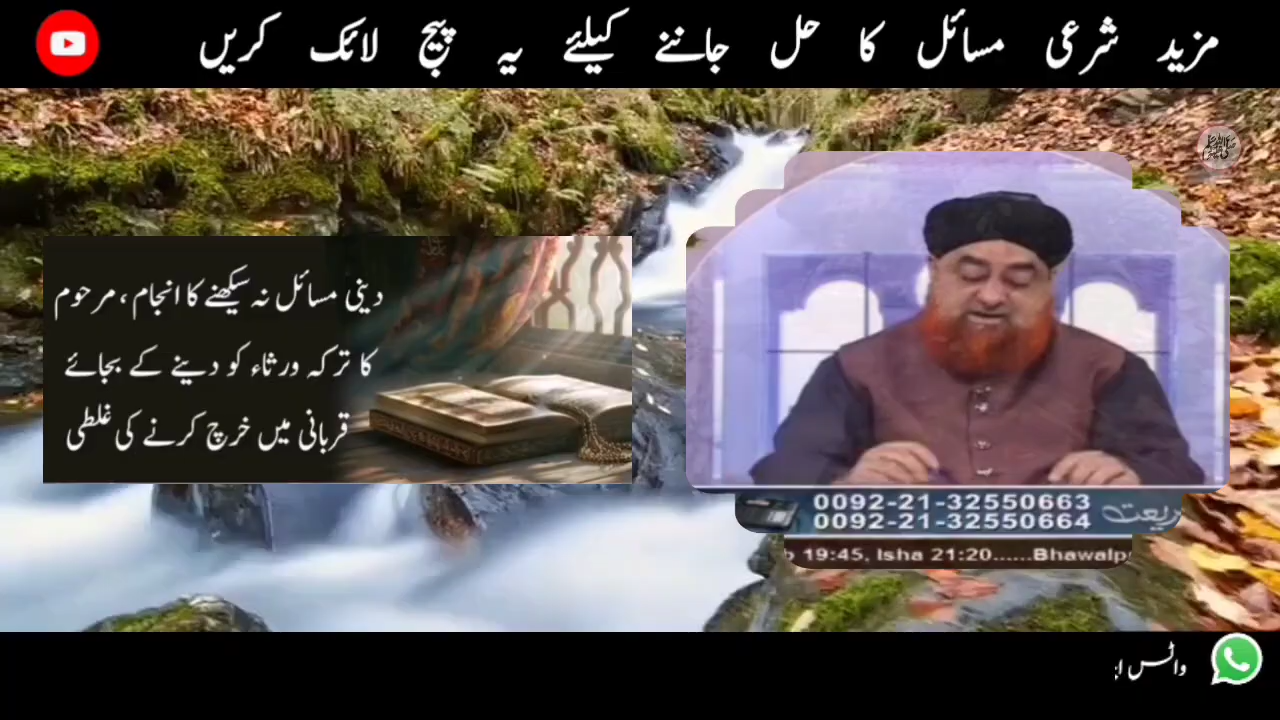 مزید شرعی مسائل کا حل جاننے کیلئے یہ پیج لائک کریں
دینی مسائل نہ سیکھنے کا انجام ، مرحوم
کا ترکہ ورثاء کو دینے کے بجائے
قربانی میں خرچ کرنے کی غلطی
0092-21-32550663
0092-21-32550664
19:45, Isha 21:20......Bhawalp
واٹس